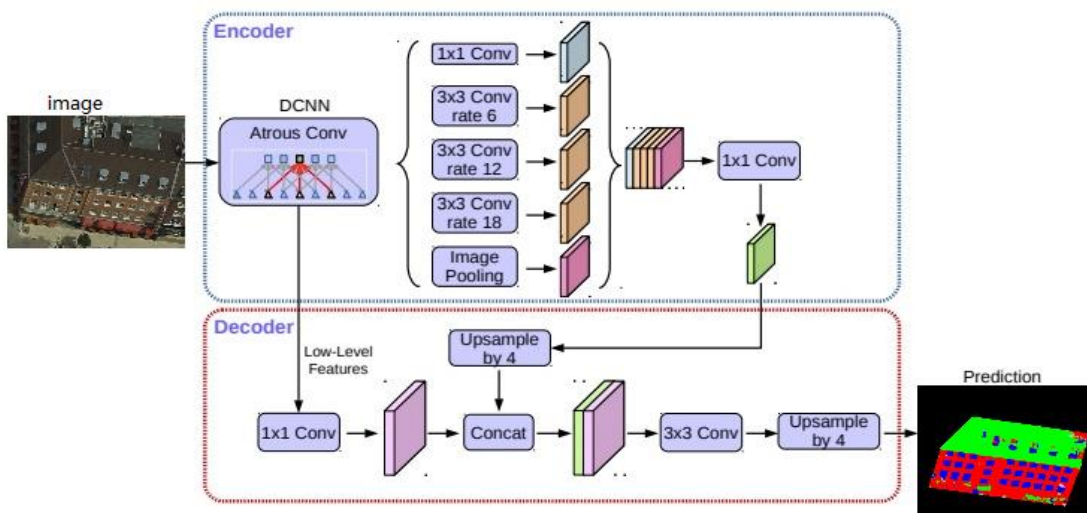 Encoder
image
DCNN
Atrous Conv
1x1 Conv
3x3 Conv
rate 6
3x3 Conv
rate 12
3x3 Conv
rate 18
Image
Pooling
1x1 Conv
Decoder
Low-Level
Features
Upsample
by 4
1x1 Conv
Concat
3x3 Conv
Upsample
by 4
Prediction